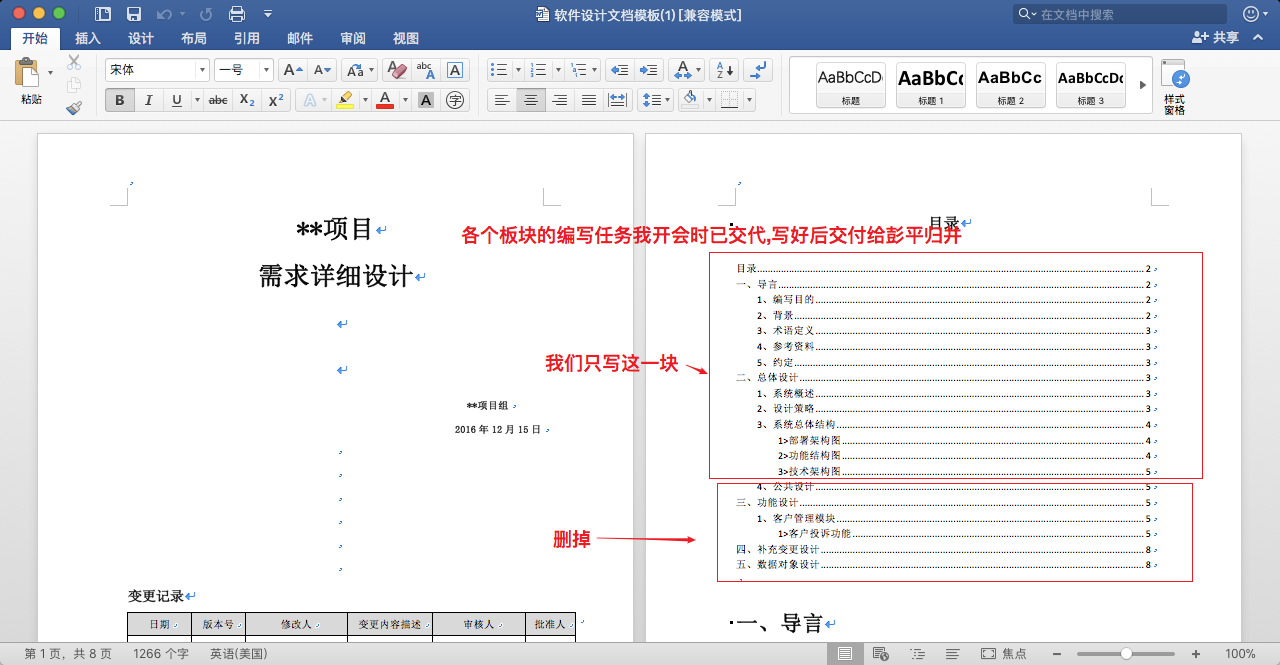 软件设计文档模板(1) [兼容模式]
在文档中搜索
开始 插入 设计 布局 引用 邮件 审阅 视图
共享
粘贴
宋体 一号
B I U abc X₂ X²
AaBbCcD
标题
AaBbCc
标题 1
AaBbCc
标题 2
AaBbCcDc
标题 3
样式
窗格
**项目
需求详细设计
**项目组
2016 年 12 月 15 日
变更记录
日期 版本号 修改人 变更内容描述 审核人 批准人
各个板块的编写任务我开会时已交代,写好后交付给彭平归并
我们只写这一块
删掉
目录
目录 2
一、导言 2
1、编写目的 2
2、背景 2
3、术语定义 3
4、参考资料 3
5、约定 3
二、总体设计 3
1、系统概述 3
2、设计策略 3
3、系统总体结构 4
1>部署架构图 4
2>功能结构图 4
3>技术架构图 5
4、公共设计 5
三、功能设计 5
1、客户管理模块 5
1>客户投诉功能 5
四、补充变更设计 8
五、数据对象设计 8
一、导言
第 1 页，共 8 页 1266 个字 英语(美国)
焦点
100%